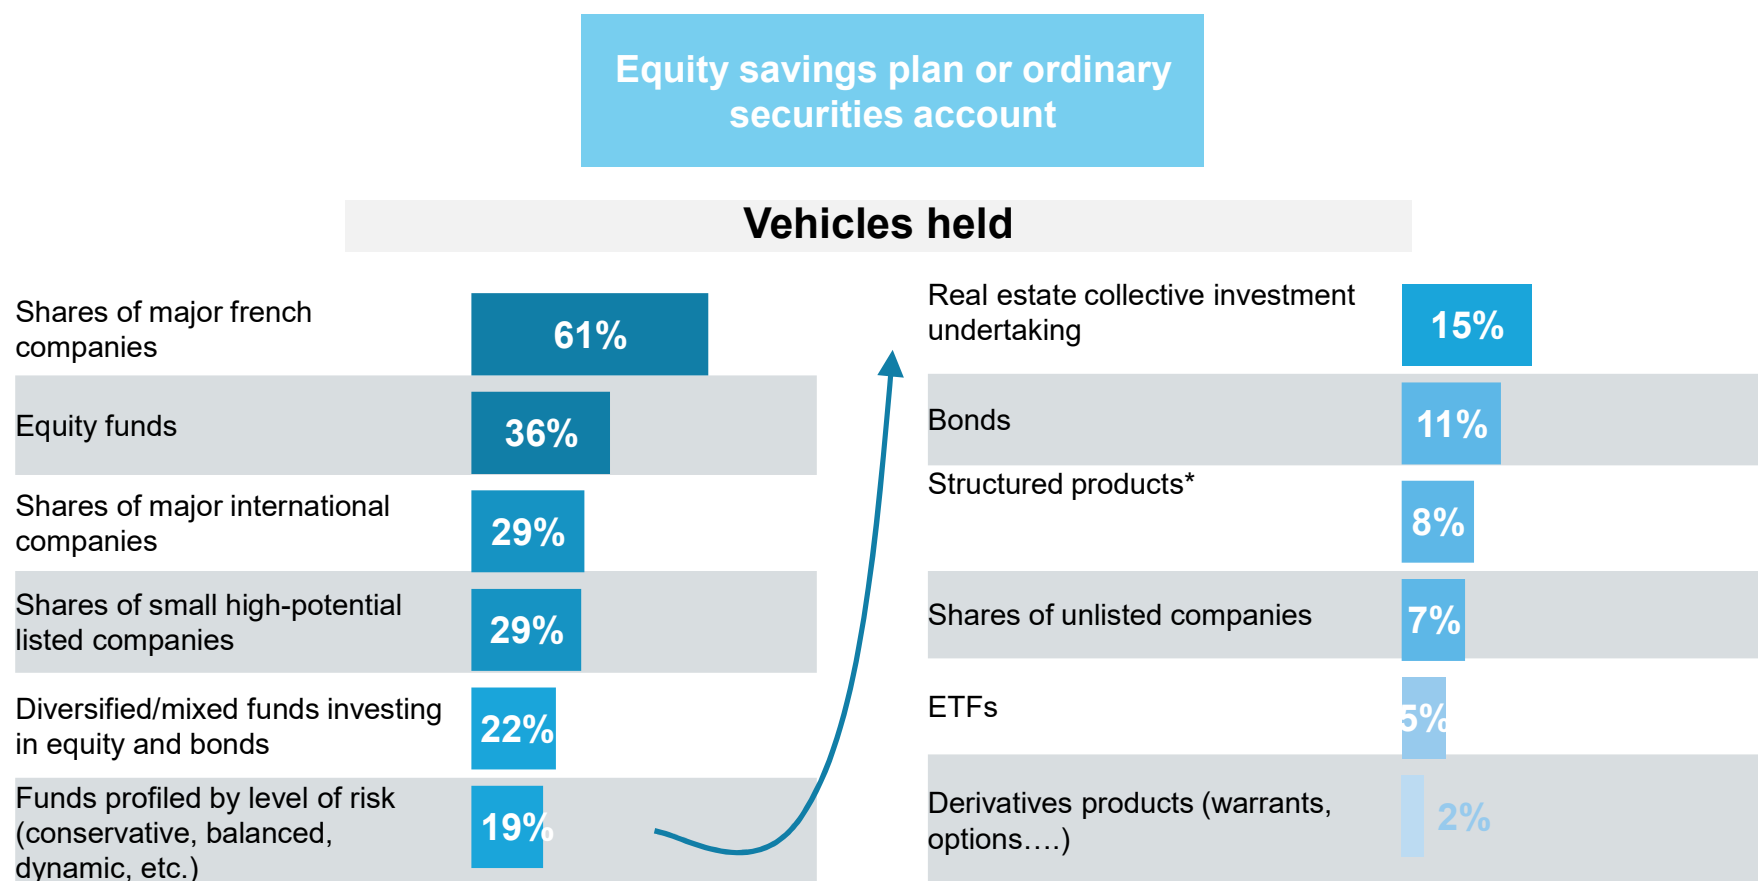 Equity savings plan or ordinary
securities account
Vehicles held
Shares of major french
companies
61%
Equity funds
36%
Shares of major international
companies
29%
Shares of small high-potential
listed companies
29%
Diversified/mixed funds investing
in equity and bonds
22%
Funds profiled by level of risk
(conservative, balanced,
dynamic, etc.)
19%
Real estate collective investment
undertaking
15%
Bonds
11%
Structured products*
8%
Shares of unlisted companies
7%
ETFs
5%
Derivatives products (warrants,
options….)
2%